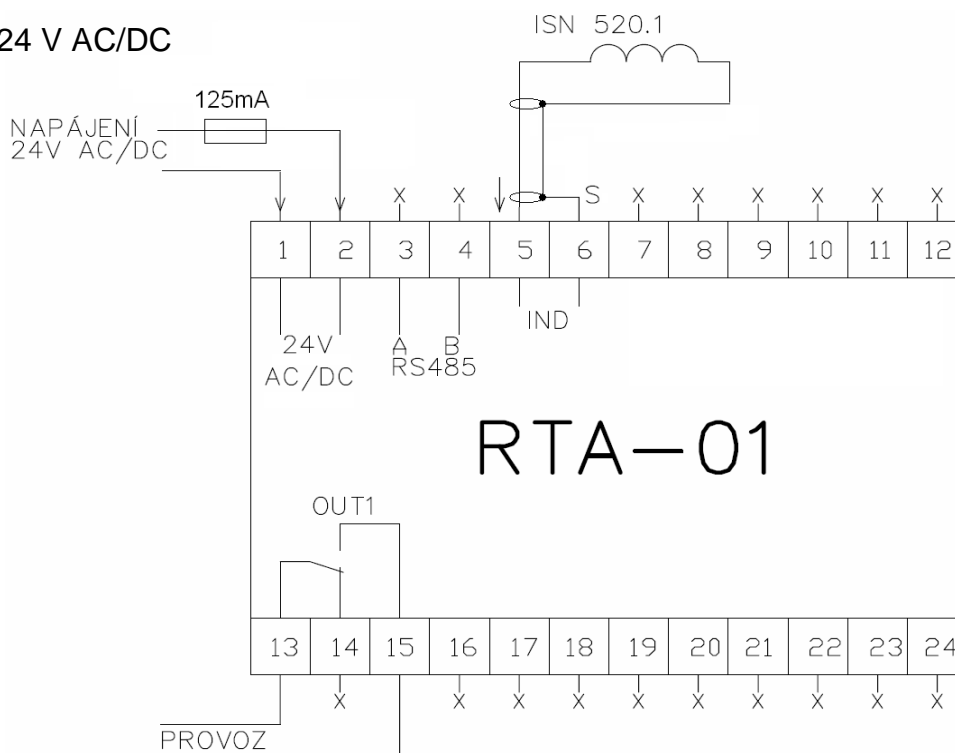 24 V AC/DC
ISN 520.1
125mA
NAPÁJENÍ
24V AC/DC
X X S X X X X X X
1 2 3 4 5 6 7 8 9 10 11 12
24V
AC/DC
A B
RS485
IND
RTA-01
OUT1
13 14 15 16 17 18 19 20 21 22 23 24
X X X X X X X X X X
PROVOZ